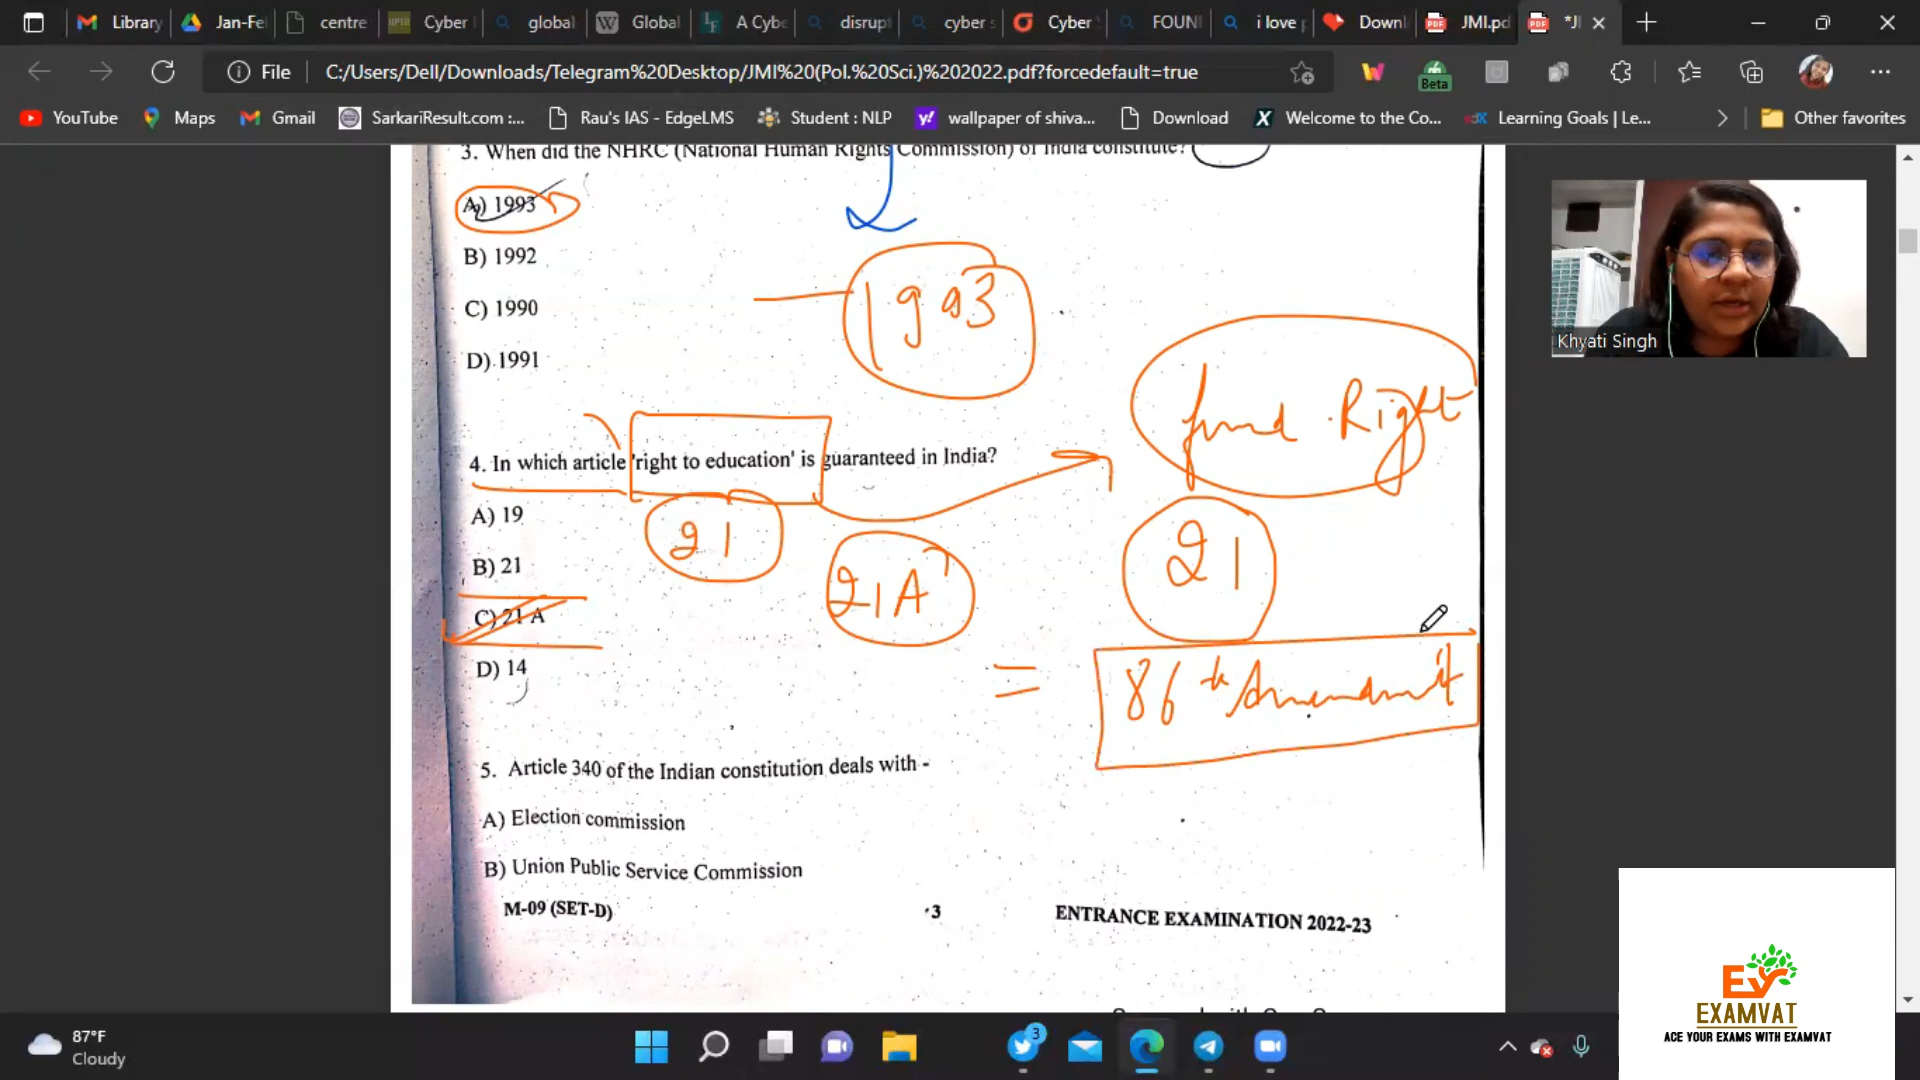 Library
Jan-Fe
centre
Cyber
global
Global
A Cybe
disrup
cyber s
Cyber
FOUN
i love p
Downl
JMI.pd
*JI
File
C:/Users/Dell/Downloads/Telegram%20Desktop/JMI%20(Pol.%20Sci.)%202022.pdf?forcedefault=true
Beta
YouTube
Maps
Gmail
SarkariResult.com :...
Rau's IAS - EdgeLMS
Student : NLP
wallpaper of shiva...
Download
Welcome to the Co...
Learning Goals | Le...
Other favorites
3. When did the NHRC (National Human Rights Commission) of India constitute?
A) 1993
B) 1992
C) 1990
D) 1991
1993
fund Right
4. In which article 'right to education' is guaranteed in India?
A) 19
B) 21
C) 21 A
D) 14
21
21A
21
= 86th Amendment
5. Article 340 of the Indian constitution deals with -
A) Election commission
B) Union Public Service Commission
M-09 (SET-D)
3
ENTRANCE EXAMINATION 2022-23
Khyati Singh
EXAMVAT
ACE YOUR EXAMS WITH EXAMVAT
87°F
Cloudy
3